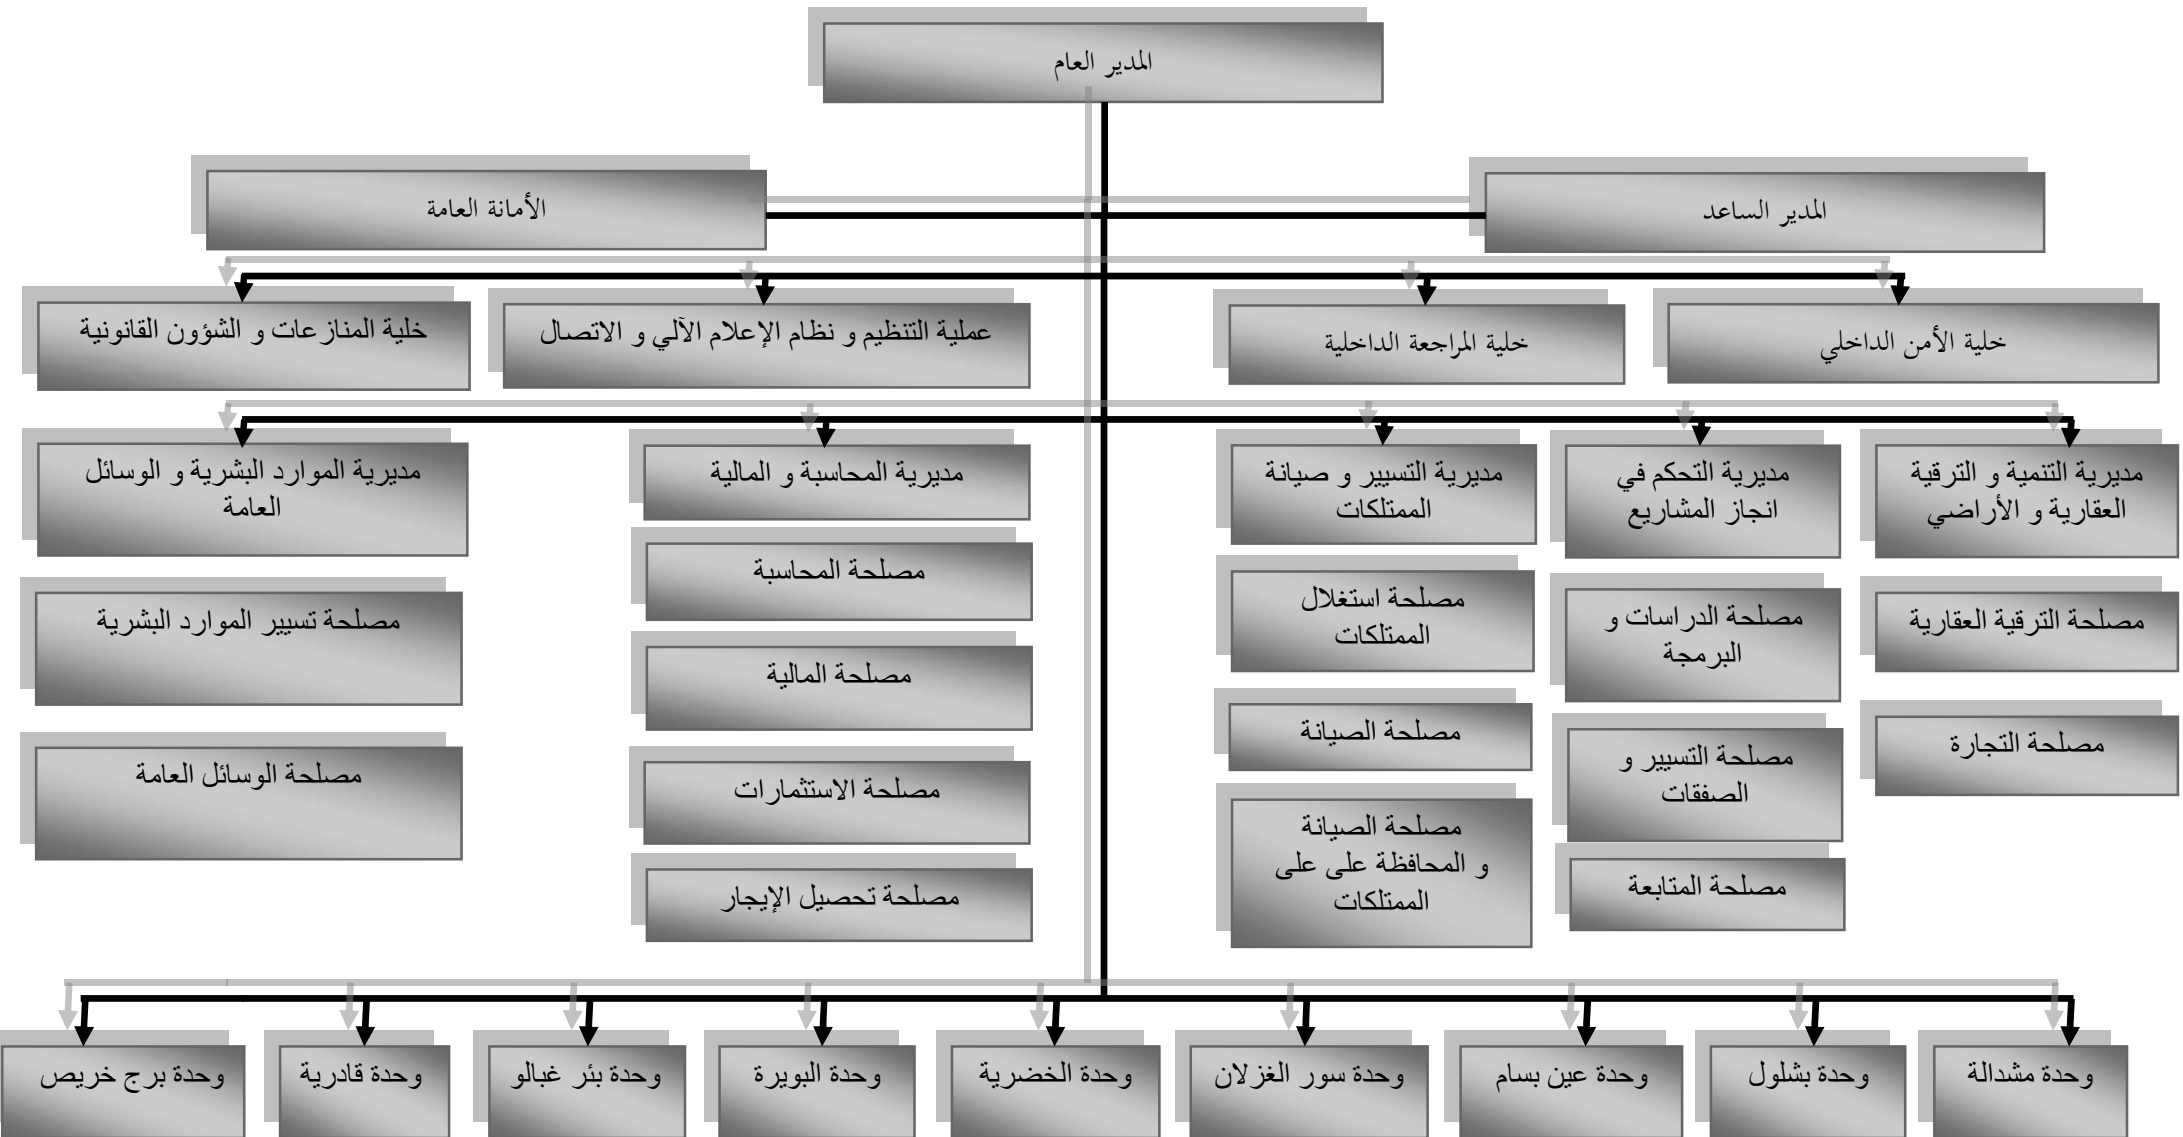 المدير العام
المدير الساعد
الأمانة العامة
خلية الأمن الداخلي
خلية المراجعة الداخلية
عملية التنظيم و نظام الإعلام الآلي و الاتصال
خلية المنازعات و الشؤون القانونية
مديرية التنمية و الترقية
العقارية و الأراضي
مديرية التحكم في
انجاز المشاريع
مديرية التسيير و صيانة
الممتلكات
مديرية المحاسبة و المالية
مديرية الموارد البشرية و الوسائل
العامة
مصلحة الترقية العقارية
مصلحة التجارة
مصلحة الدراسات و
البرمجة
مصلحة التسيير و
الصفقات
مصلحة المتابعة
مصلحة استغلال
الممتلكات
مصلحة الصيانة
مصلحة الصيانة
و المحافظة على على
الممتلكات
مصلحة المحاسبة
مصلحة المالية
مصلحة الاستثمارات
مصلحة تحصيل الإيجار
مصلحة تسيير الموارد البشرية
مصلحة الوسائل العامة
وحدة مشدالة
وحدة بشلول
وحدة عين بسام
وحدة سور الغزلان
وحدة الخضرية
وحدة البويرة
وحدة بئر غبالو
وحدة قادرية
وحدة برج خريص